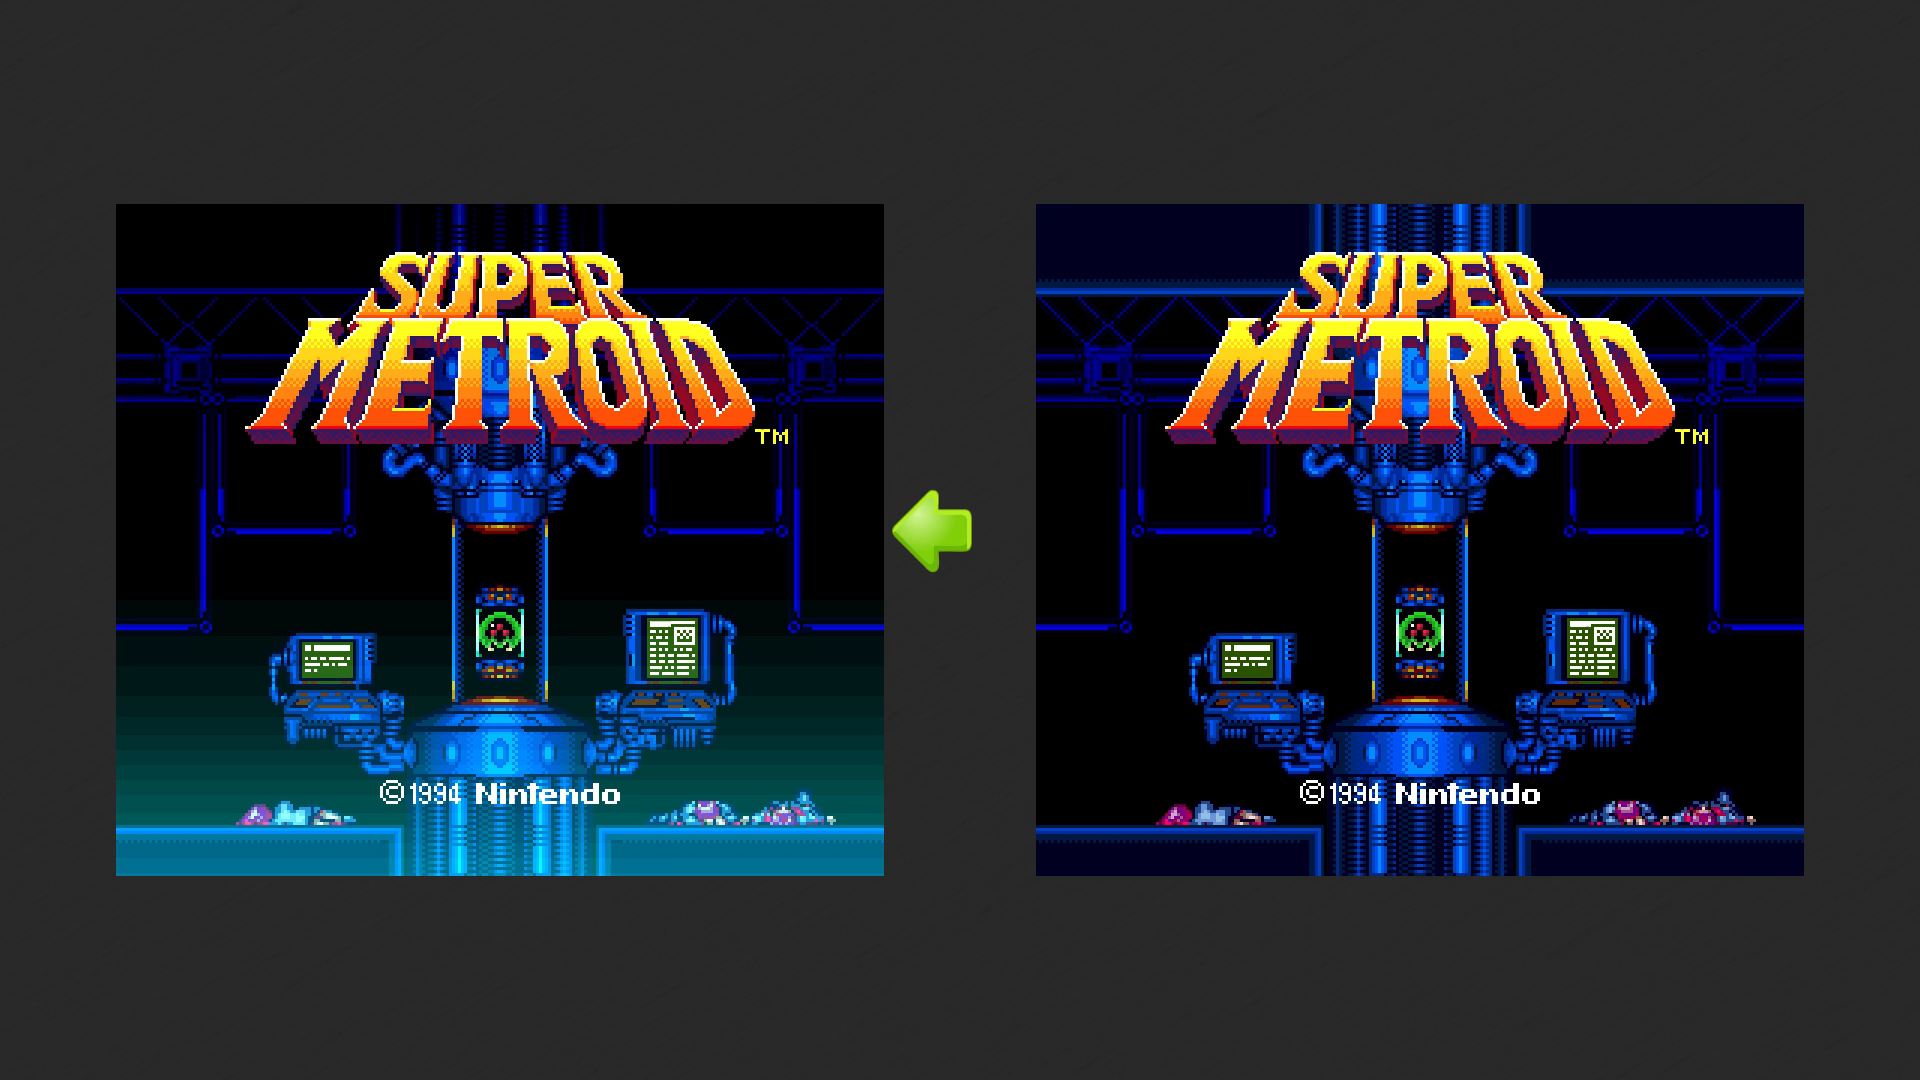 SUPER
METROID
TM
©1994 Nintendo
SUPER
METROID
TM
©1994 Nintendo